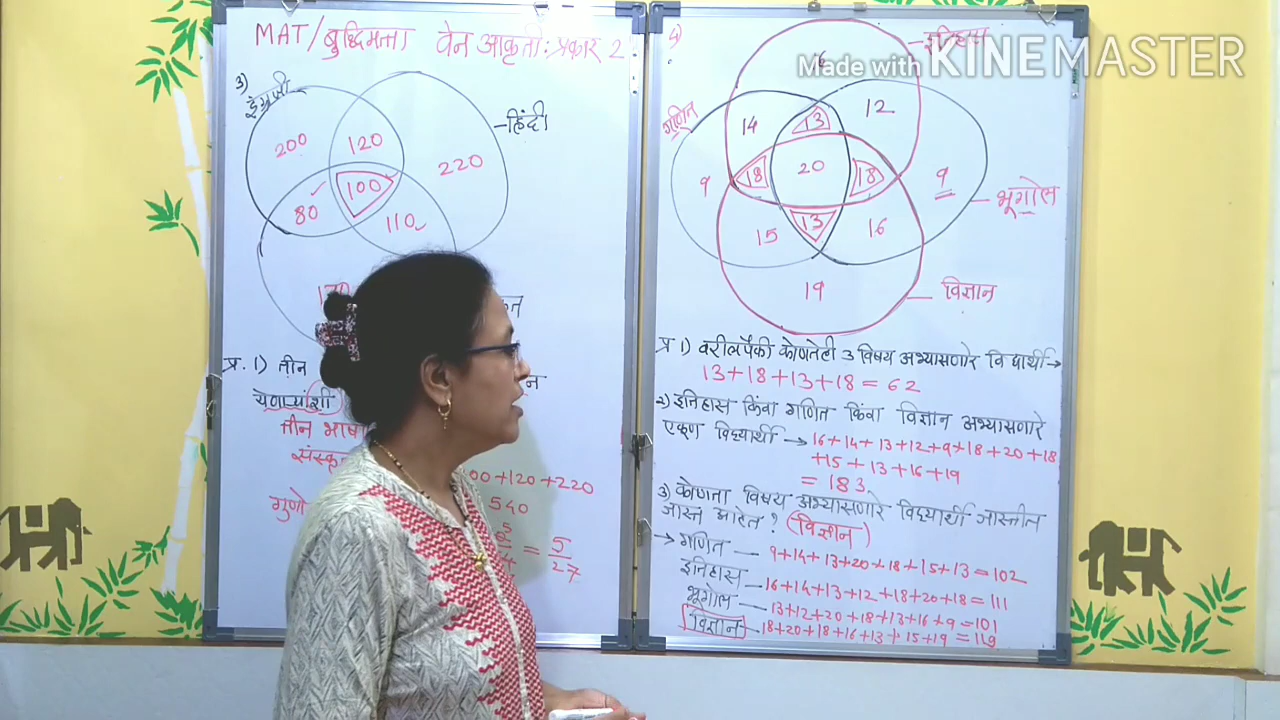 MAT/बुद्धिमत्ता वेन आकृती: प्रकार 2
3)
इंग्रजी
हिंदी
200
120
220
100
80
110
प्र. 1) तीन
येणाऱ्यांशी
तीन भाषा
गुणो
+120+220
540
= 5/27
4)
Made with KINEMASTER
इतिहास
गणित
14
13
12
9
18
20
18
9
भूगोल
15
13
16
19
विज्ञान
प्र 1) वरीलपैकी कोणतेही 3 विषय अभ्यासणारे विद्यार्थी →
13+18+13+18 = 62
2) इतिहास किंवा गणित किंवा विज्ञान अभ्यासणारे
एकूण विद्यार्थी → 16+14+13+12+9+18+20+18
+15+13+16+19
= 183
3) कोणता विषय अभ्यासणारे विद्यार्थी जास्तीत
जास्त आहेत? (विज्ञान)
→ गणित — 9+14+13+20+18+15+13=102
इतिहास —16+14+13+12+18+20+18=111
भूगोल — 13+12+20+18+13+16+9=101
विज्ञान —18+20+18+16+13+15+19=119